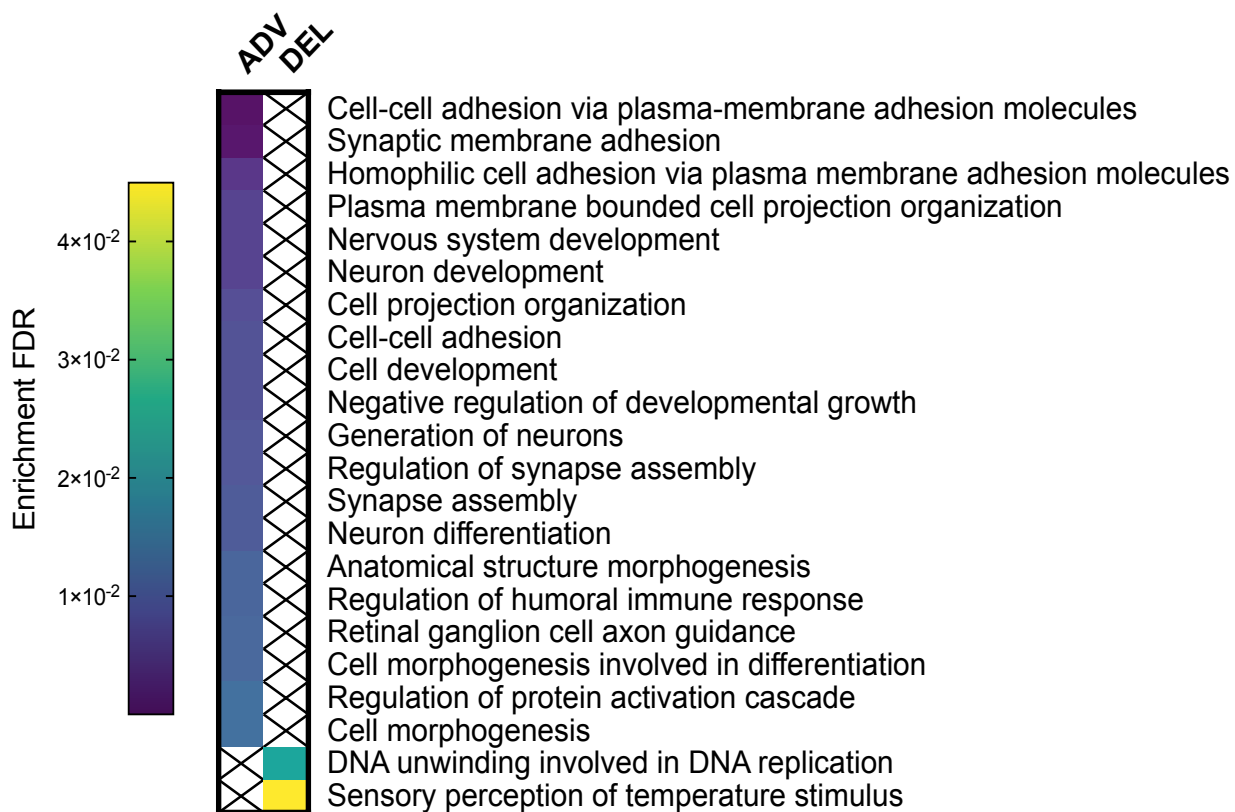 ADV
DEL
Cell-cell adhesion via plasma-membrane adhesion molecules
Synaptic membrane adhesion
Homophilic cell adhesion via plasma membrane adhesion molecules
Plasma membrane bounded cell projection organization
Nervous system development
Neuron development
Cell projection organization
Cell-cell adhesion
Cell development
Negative regulation of developmental growth
Generation of neurons
Regulation of synapse assembly
Synapse assembly
Neuron differentiation
Anatomical structure morphogenesis
Regulation of humoral immune response
Retinal ganglion cell axon guidance
Cell morphogenesis involved in differentiation
Regulation of protein activation cascade
Cell morphogenesis
DNA unwinding involved in DNA replication
Sensory perception of temperature stimulus
Enrichment FDR
4×10⁻²
3×10⁻²
2×10⁻²
1×10⁻²